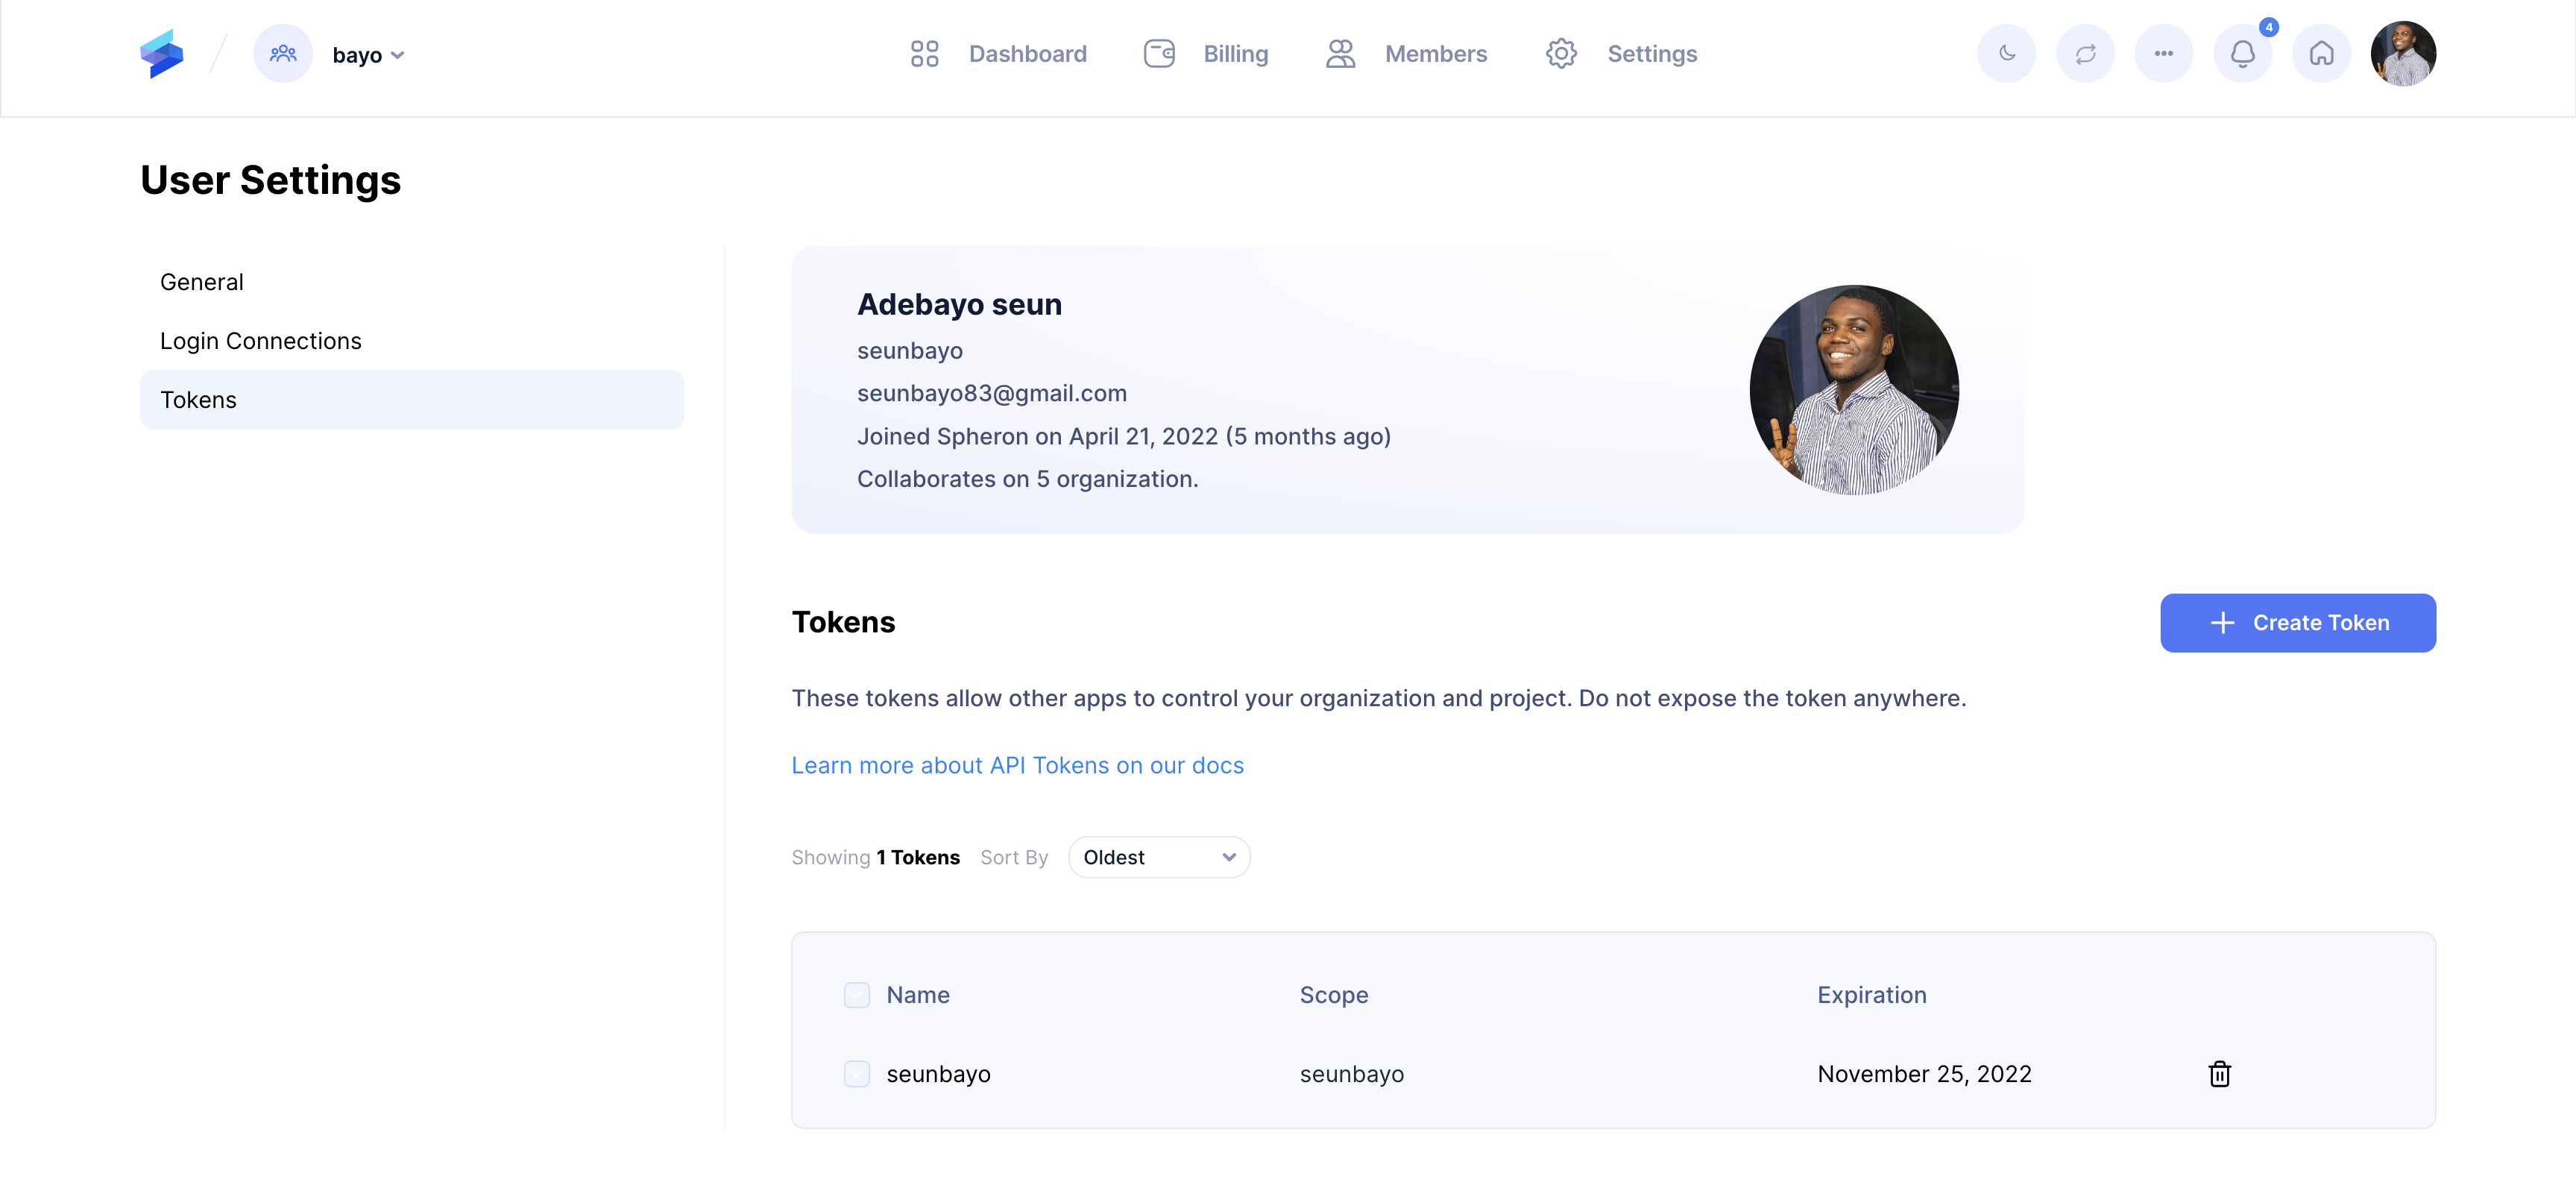 bayo
Dashboard
Billing
Members
Settings
4
User Settings
General
Login Connections
Tokens
Adebayo seun
seunbayo
seunbayo83@gmail.com
Joined Spheron on April 21, 2022 (5 months ago)
Collaborates on 5 organization.
Tokens
Create Token
These tokens allow other apps to control your organization and project. Do not expose the token anywhere.
Learn more about API Tokens on our docs
Showing 1 Tokens Sort By Oldest
Name Scope Expiration
seunbayo seunbayo November 25, 2022